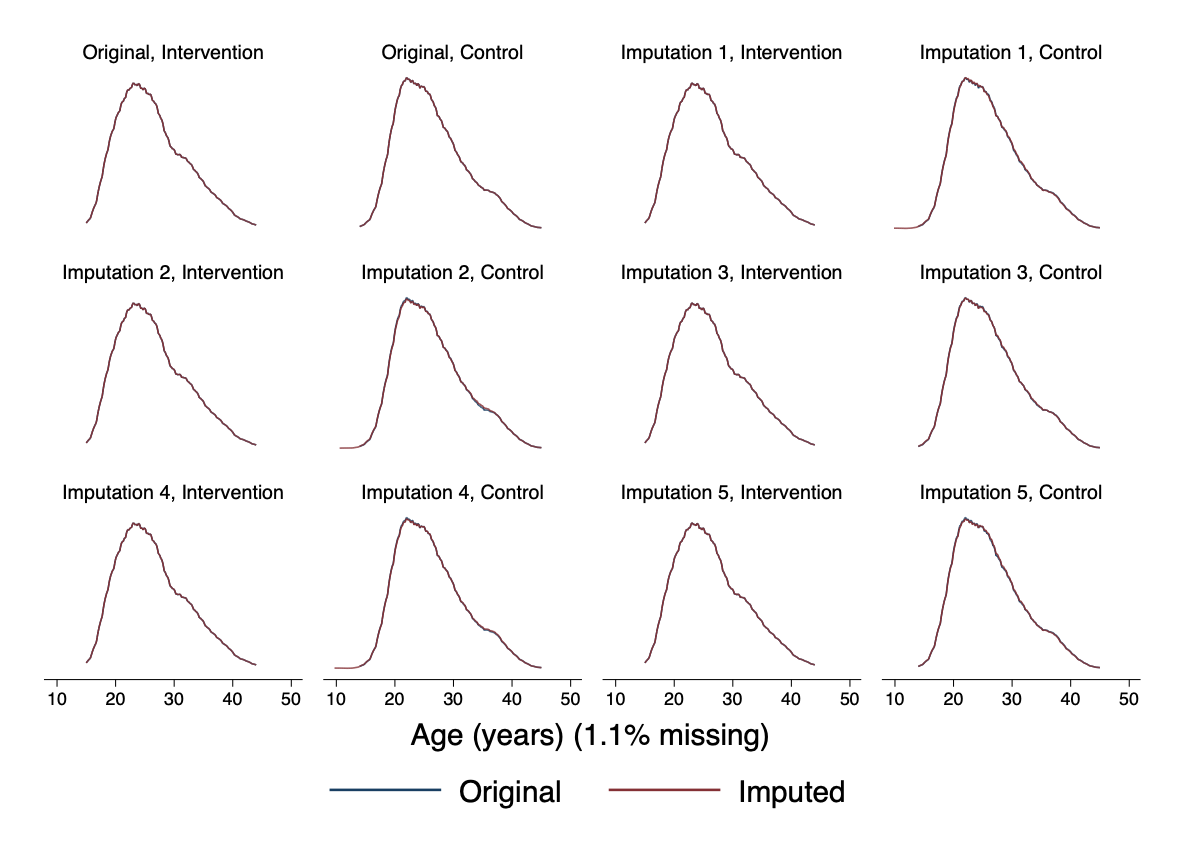 Original, Intervention
Original, Control
Imputation 1, Intervention
Imputation 1, Control
Imputation 2, Intervention
Imputation 2, Control
Imputation 3, Intervention
Imputation 3, Control
Imputation 4, Intervention
Imputation 4, Control
Imputation 5, Intervention
Imputation 5, Control
10 20 30 40 50
10 20 30 40 50
10 20 30 40 50
10 20 30 40 50
Age (years) (1.1% missing)
Original
Imputed